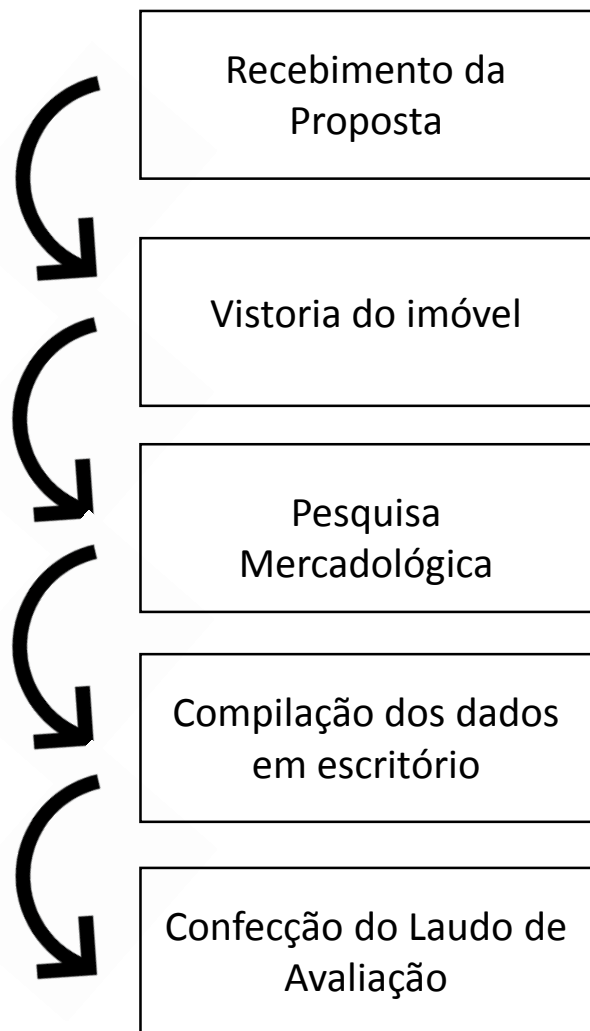 Recebimento da
Proposta
Vistoria do imóvel
Pesquisa
Mercadológica
Compilação dos dados
em escritório
Confecção do Laudo de
Avaliação